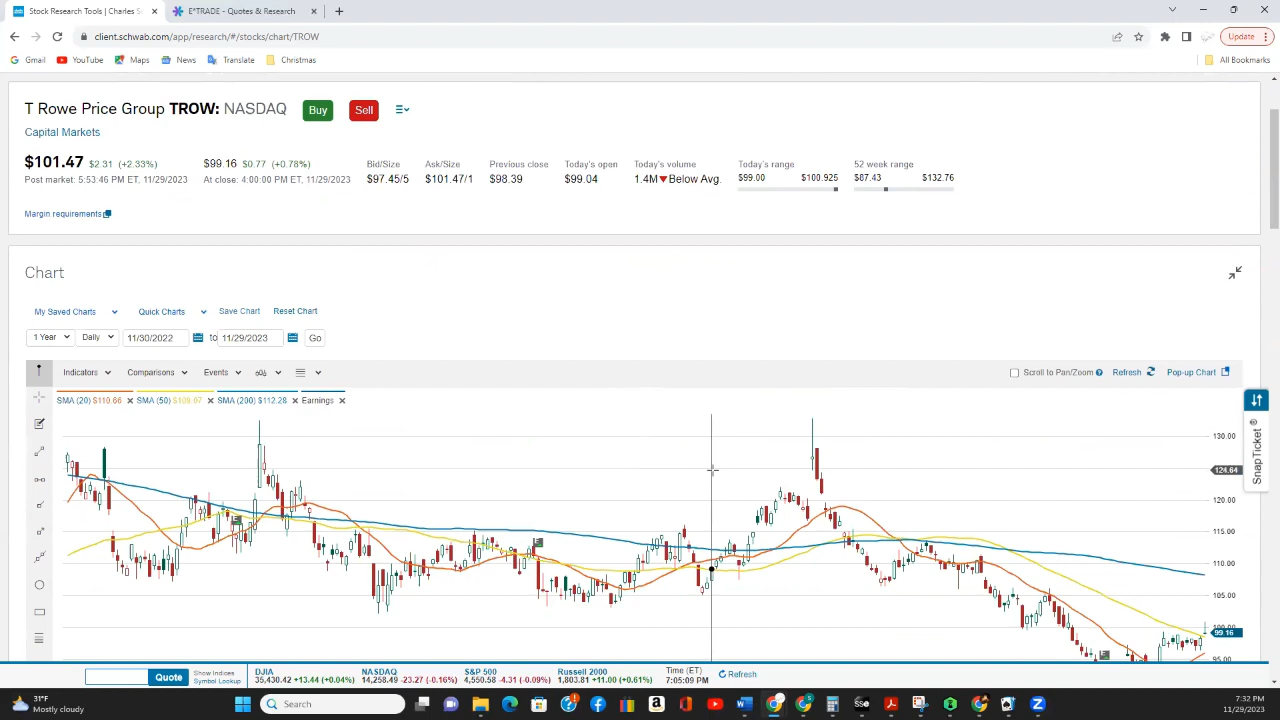 Stock Research Tools | Charles S
E*TRADE - Quotes & Research
client.schwab.com/app/research/#/stocks/chart/TROW
Update
Gmail
YouTube
Maps
News
Translate
Christmas
All Bookmarks
T Rowe Price Group TROW: NASDAQ
Buy
Sell
Capital Markets
$101.47 $2.31 (+2.33%)
Post market: 5:53:46 PM ET, 11/29/2023
$99.16 $0.77 (+0.78%)
At close: 4:00:00 PM ET, 11/29/2023
Bid/Size
$97.45/5
Ask/Size
$101.47/1
Previous close
$98.39
Today's open
$99.04
Today's volume
1.4M Below Avg.
Today's range
$99.00 $100.925
52 week range
$87.43 $132.76
Margin requirements
Chart
My Saved Charts
Quick Charts
Save Chart
Reset Chart
1 Year
Daily
11/30/2022
to
11/29/2023
Go
Indicators
Comparisons
Events
Scroll to Pan/Zoom
Refresh
Pop-up Chart
SMA (20) $110.66
SMA (50) $109.07
SMA (200) $112.28
Earnings
SnapTicket ®
130.00
124.64
120.00
115.00
110.00
105.00
100.00
99.16
95.00
E
E
E
Quote
Show Indices
Symbol Lookup
DJIA
35,430.42 +13.44 (+0.04%)
NASDAQ
14,258.49 -23.27 (-0.16%)
S&P 500
4,550.58 -4.31 (-0.09%)
Russell 2000
1,803.81 +11.00 (+0.61%)
Time (ET)
7:05:09 PM
Refresh
31°F
Mostly cloudy
Search
7:32 PM
11/29/2023